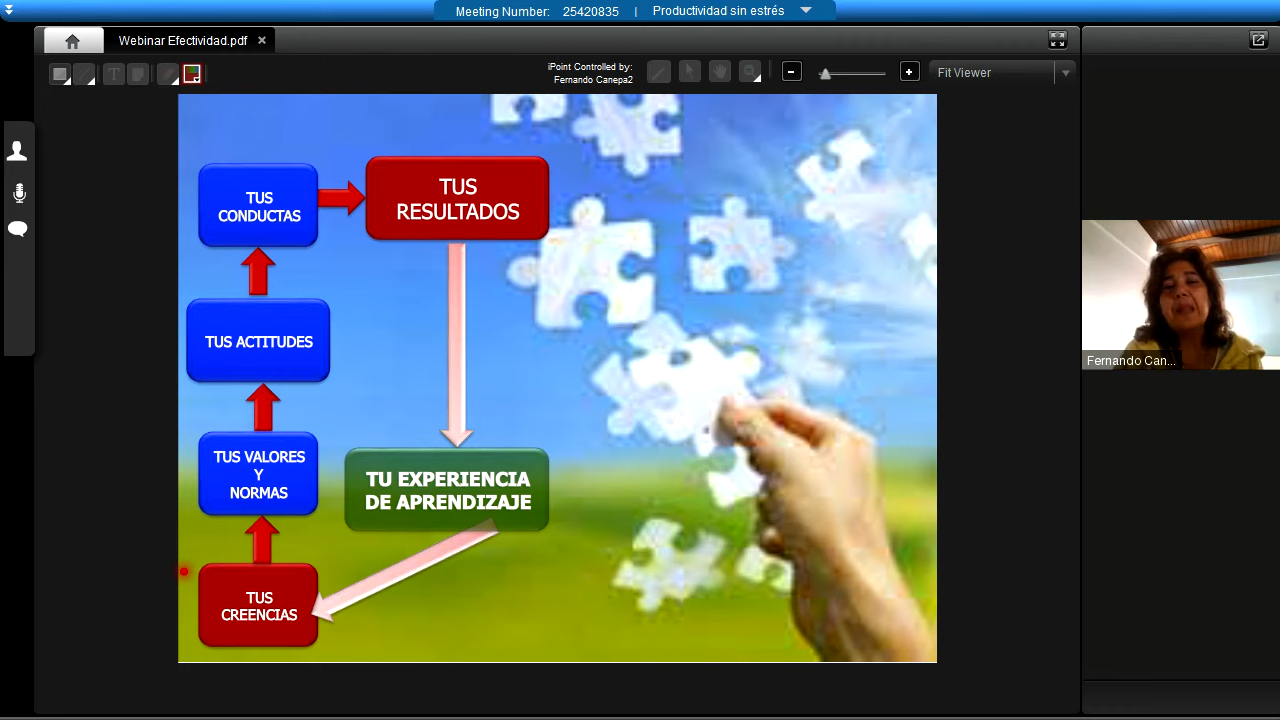 Meeting Number: 25420835 | Productividad sin estrés
Webinar Efectividad.pdf
iPoint Controlled by:
Fernando Canepa2
Fit Viewer
T
TUS
CONDUCTAS
TUS
RESULTADOS
TUS ACTITUDES
TUS VALORES
Y
NORMAS
TU EXPERIENCIA
DE APRENDIZAJE
TUS
CREENCIAS
Fernando Can...